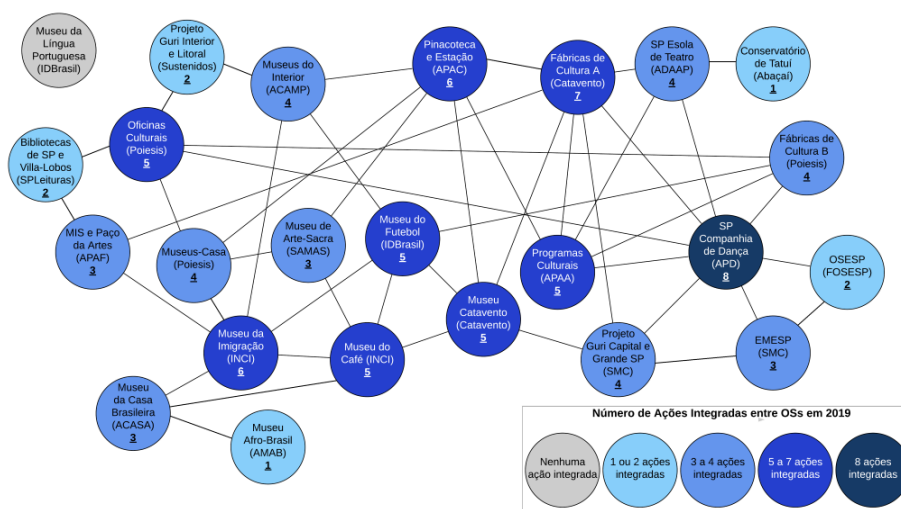 Museu da
Língua
Portuguesa
(IDBrasil)
Projeto
Guri Interior
e Litoral
(Sustenidos)
2
Museus do
Interior
(ACAMP)
4
Pinacoteca
e Estação
(APAC)
6
Fábricas de
Cultura A
(Catavento)
7
SP Escola
de Teatro
(ADAAP)
4
Conservatório
de Tatuí
(Abaçaí)
1
Oficinas
Culturais
(Poiesis)
5
Bibliotecas
de SP e
Villa-Lobos
(SPLeituras)
2
Fábricas de
Cultura B
(Poiesis)
4
MIS e Paço
da Artes
(APAF)
3
Museus-Casa
(Poiesis)
4
Museu de
Arte-Sacra
(SAMAS)
3
Museu do
Futebol
(IDBrasil)
5
Programas
Culturais
(APAA)
5
SP
Companhia
de Dança
(APD)
8
OSESP
(FOSESP)
2
Museu da
Imigração
(INCI)
6
Museu do
Café (INCI)
5
Museu
Catavento
(Catavento)
5
Projeto
Guri Capital e
Grande SP
(SMC)
4
EMESP
(SMC)
3
Museu
da Casa
Brasileira
(ACASA)
3
Museu
Afro-Brasil
(AMAB)
1
Número de Ações Integradas entre OSs em 2019
Nenhuma
ação integrada
1 ou 2 ações
integradas
3 a 4 ações
integradas
5 a 7 ações
integradas
8 ações
integradas